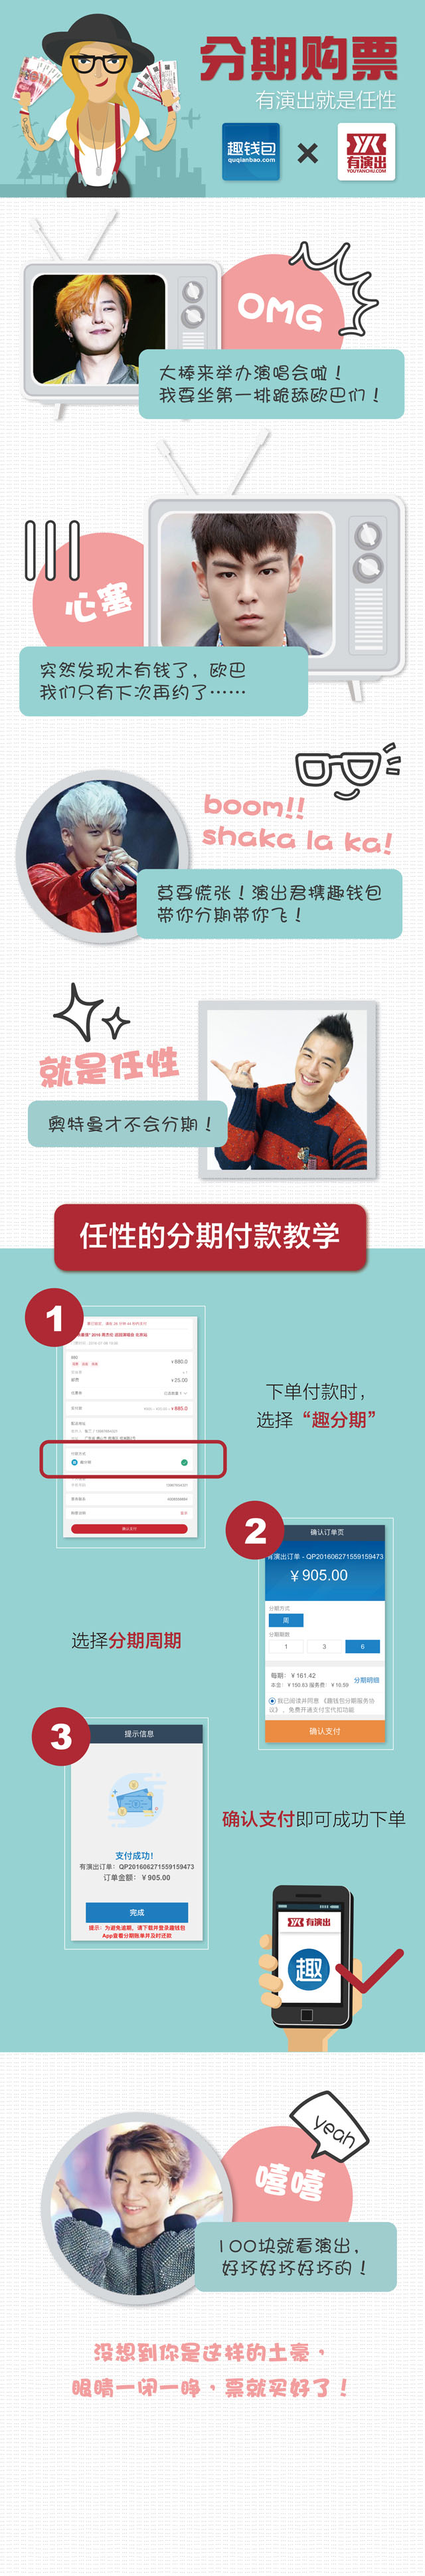 分期购票
有演出就是任性
趣钱包
quqianbao.com
有演出
YOUYANCHU.COM
OMG
大棒来举办演唱会啦！
我要坐第一排跪舔欧巴们！
心塞
突然发现木有钱了，欧巴
我们只有下次再约了……
boom!!
shaka la ka!
莫要慌张！演出君携趣钱包
带你分期带你飞！
就是任性
奥特曼才不会分期！
任性的分期付款教学
1
¥880.0
+25.00
¥885.0
确认支付
下单付款时，
选择“趣分期”
2
确认订单页
有演出订单 - QP201606271559159473
¥905.00
分期方式
周
分期期数
1 3 6
每期：¥161.42
本金：¥150.83 服务费：¥10.59
分期明细
我已阅读并同意《趣钱包分期服务协
议》，免费开通支付宝代扣功能
确认支付
选择分期周期
3
提示信息
支付成功！
有演出订单：QP201606271559159473
订单金额：¥905.00
完成
提示：为避免逾期，请下载并登录趣钱包
App查看分期账单并及时还款
确认支付即可成功下单
有演出
趣
yeah
嘻嘻
100块就看演出，
好坏好坏好坏的！
没想到你是这样的土豪，
眼睛一闭一睁，票就买好了！